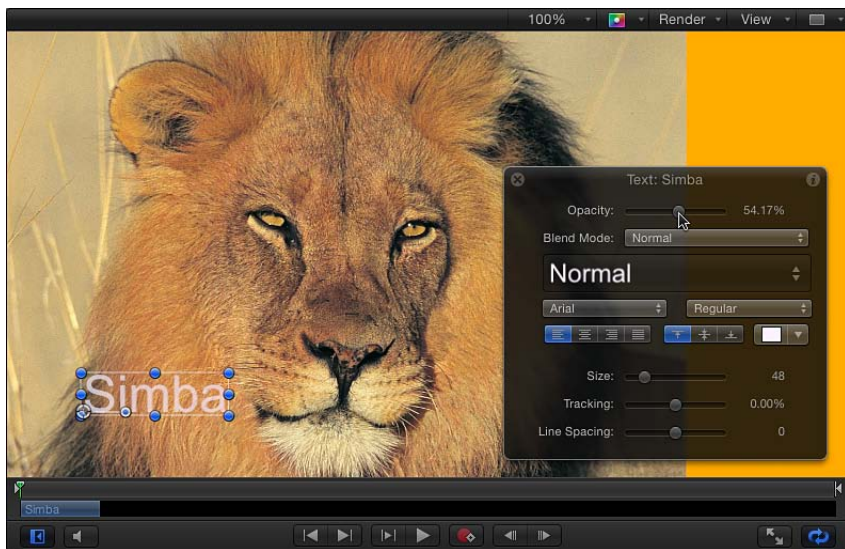 100% Render View
Text: Simba
Opacity: 54.17%
Blend Mode: Normal
Normal
Arial Regular
Size: 48
Tracking: 0.00%
Line Spacing: 0
Simba
Simba